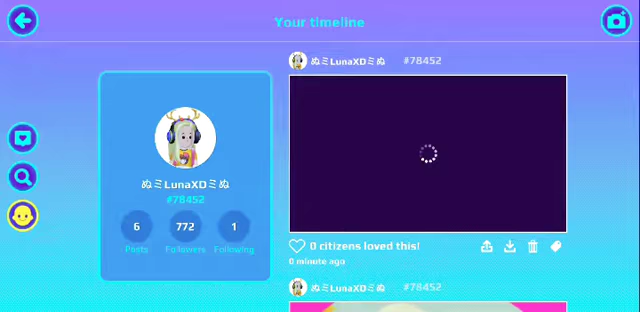 Your timeline
ぬミLunaXDミぬ #78452
ぬミLunaXDミぬ
#78452
6 772 1
Posts Followers Following
0 citizens loved this!
0 minute ago
ぬミLunaXDミぬ #78452